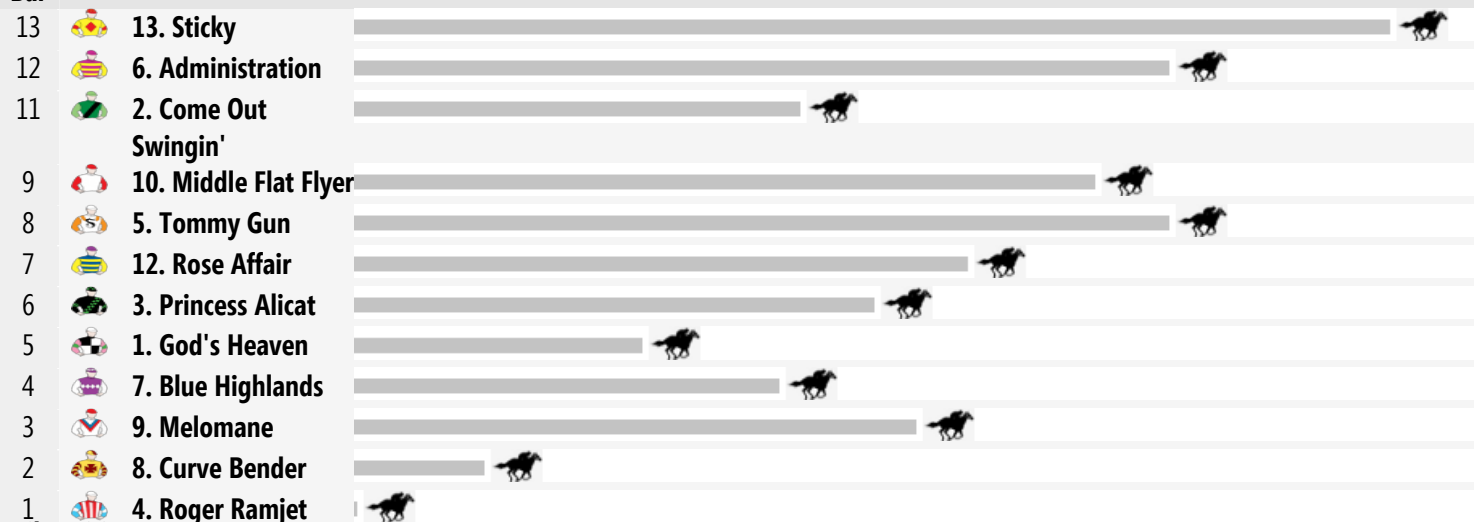 13 13. Sticky
12 6. Administration
11 2. Come Out
Swingin'
9 10. Middle Flat Flyer
8 5. Tommy Gun
7 12. Rose Affair
6 3. Princess Alicat
5 1. God's Heaven
4 7. Blue Highlands
3 9. Melomane
2 8. Curve Bender
1 4. Roger Ramjet